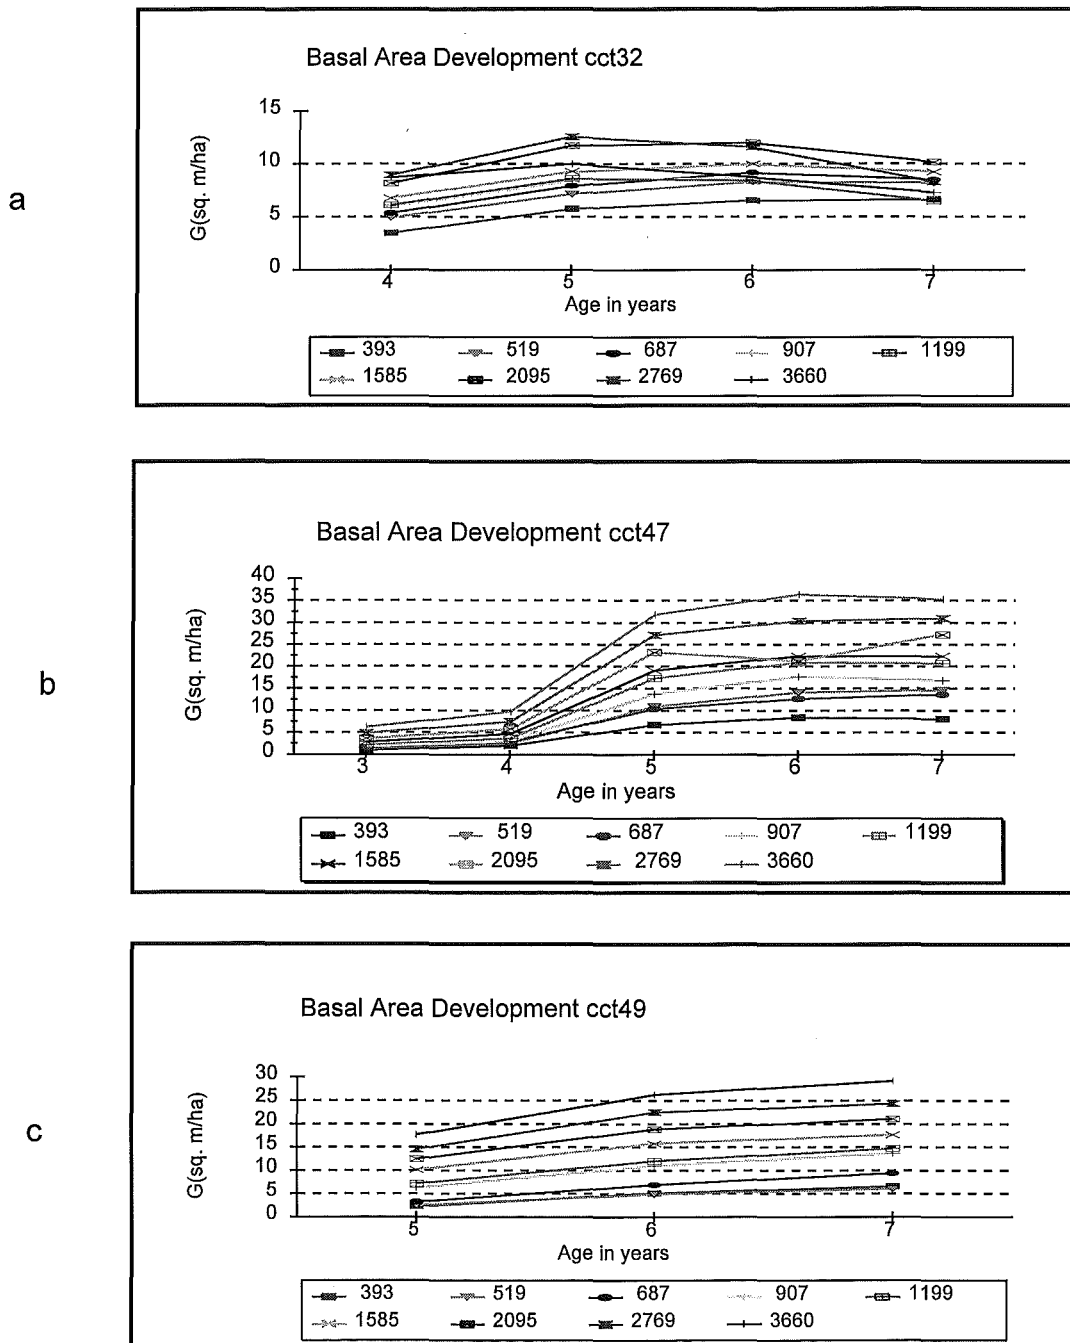 a
Basal Area Development cct32
G(sq. m/ha)
15
10
5
0
4 5 6 7
Age in years
393 519 687 907 1199
1585 2095 2769 3660
b
Basal Area Development cct47
G(sq. m/ha)
40
35
30
25
20
15
10
5
0
3 4 5 6 7
Age in years
393 519 687 907 1199
1585 2095 2769 3660
c
Basal Area Development cct49
G(sq. m/ha)
30
25
20
15
10
5
0
5 6 7
Age in years
393 519 687 907 1199
1585 2095 2769 3660